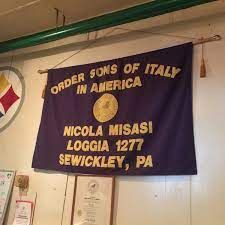 ORDER SONS OF ITALY
IN AMERICA
NICOLA MISASI
LOGGIA 1277
SEWICKLEY, PA